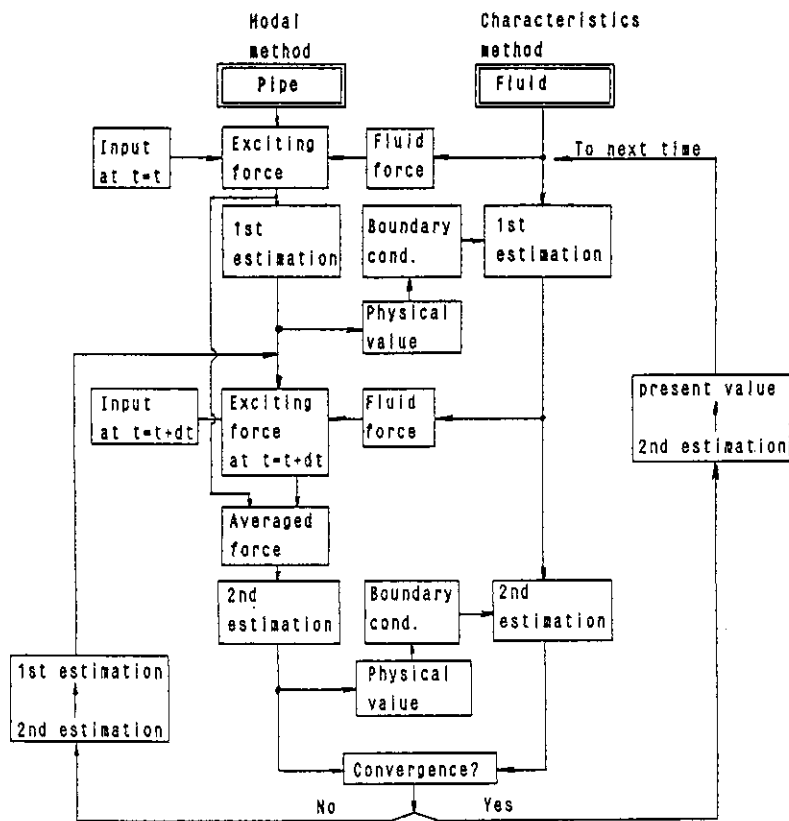 Modal
method
Characteristics
method
Pipe
Fluid
Input
at t=t
Exciting
force
Fluid
force
To next time
1st
estimation
Boundary
cond.
1st
estimation
Physical
value
Input
at t=t+dt
Exciting
force
at t=t+dt
Fluid
force
present value
2nd estimation
Averaged
force
2nd
estimation
Boundary
cond.
2nd
estimation
1st estimation
2nd estimation
Physical
value
Convergence?
No
Yes